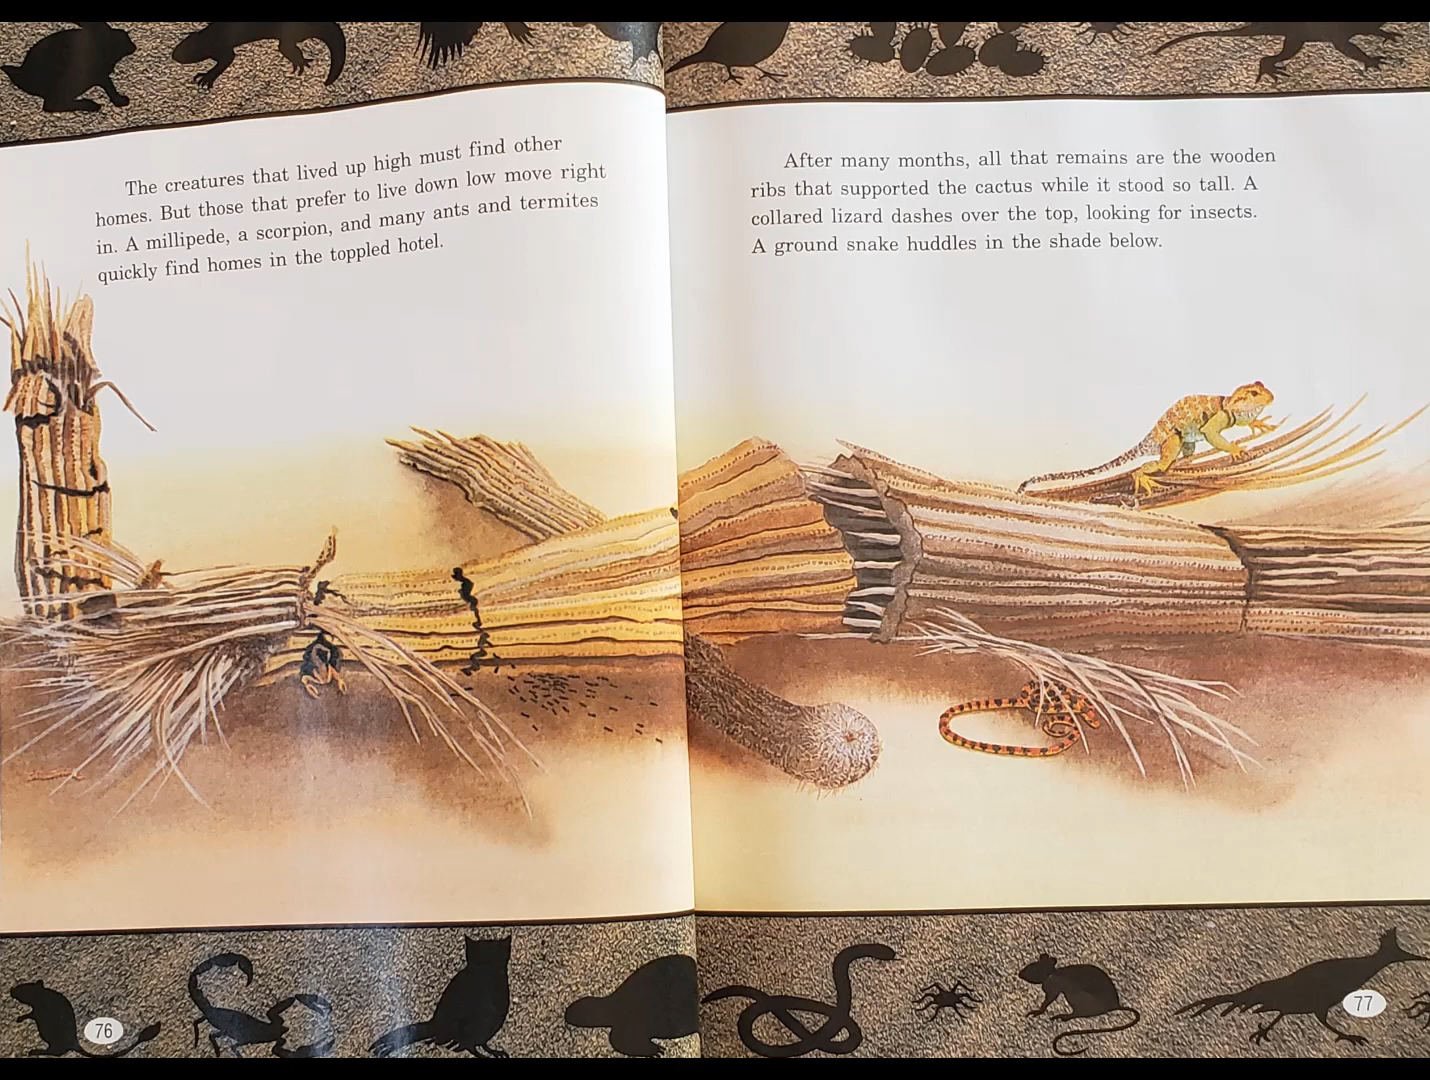 The creatures that lived up high must find other
homes. But those that prefer to live down low move right
in. A millipede, a scorpion, and many ants and termites
quickly find homes in the toppled hotel.
76
After many months, all that remains are the wooden
ribs that supported the cactus while it stood so tall. A
collared lizard dashes over the top, looking for insects.
A ground snake huddles in the shade below.
77